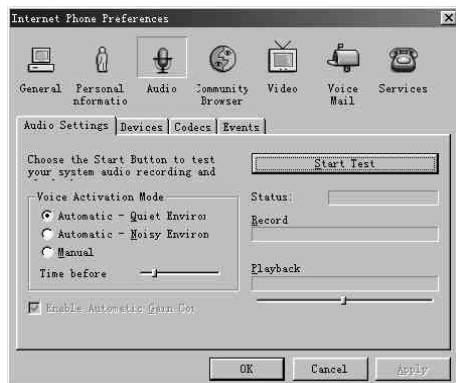 Internet Phone Preferences
General Personal nformatio Audio Community Browser Video Voice Mail Services
Audio Settings Devices Codecs Events
Choose the Start Button to test
your system audio recording and
Start Test
Voice Activation Mode
Automatic - Quiet Environ
Automatic - Noisy Environ
Manual
Time before
Enable Automatic Gain Con
Status:
Record
Playback
OK Cancel Apply